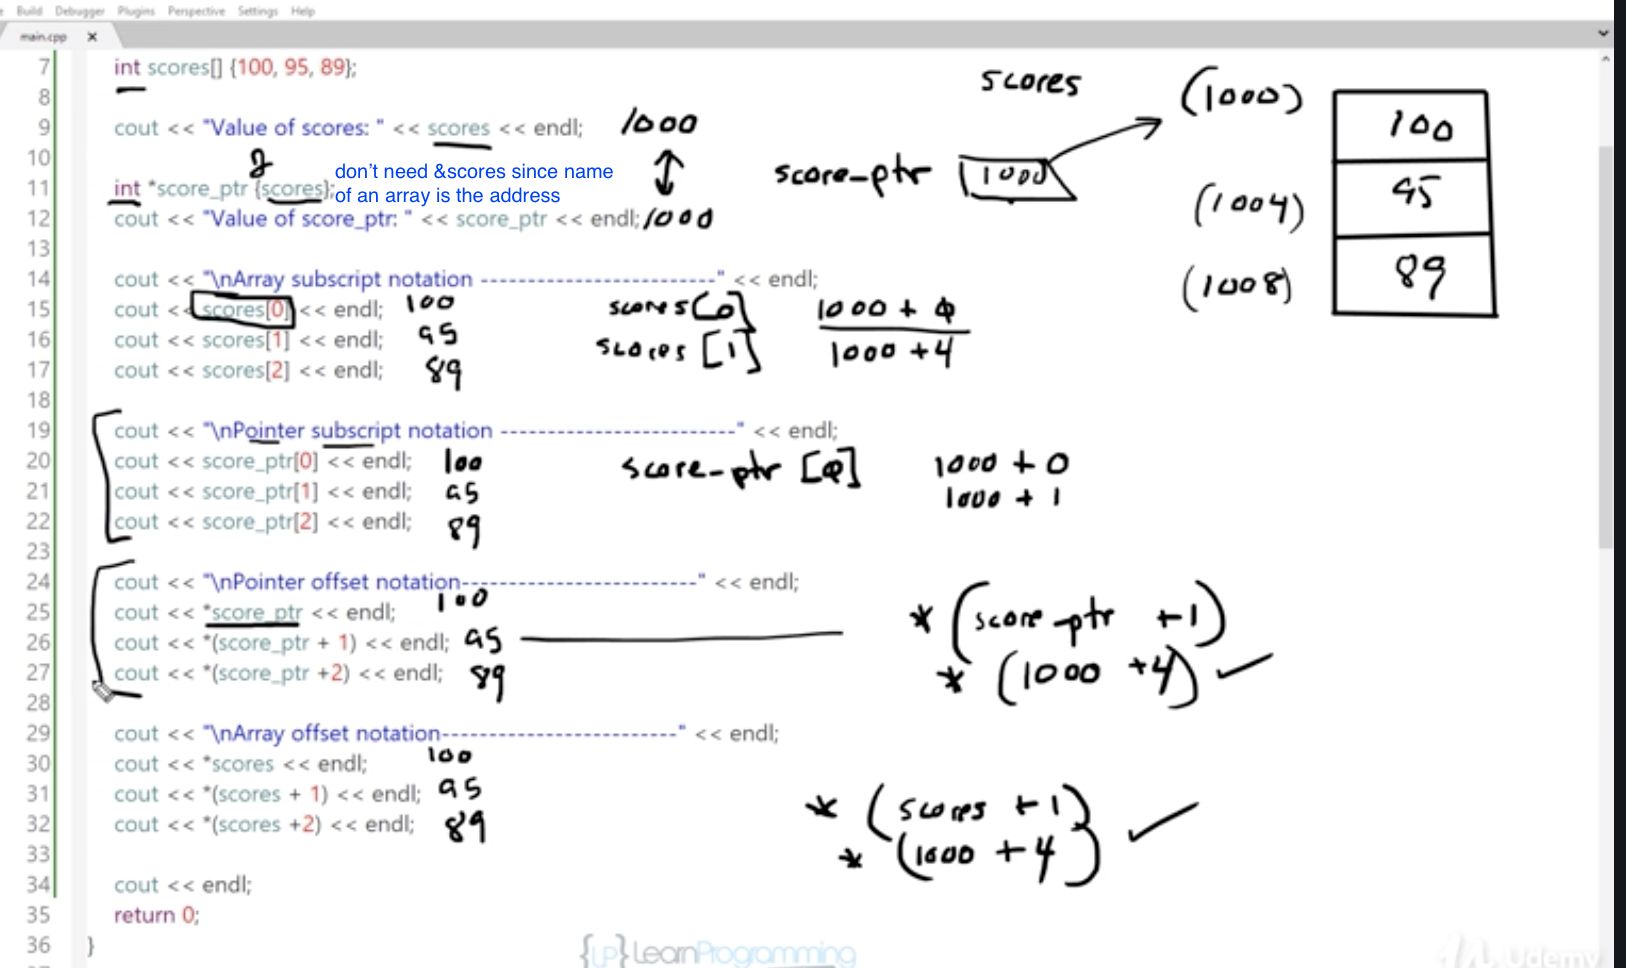 Build Debugger Plugins Perspective Settings Help
main.cpp x
7 int scores[] {100, 95, 89};
scores (1000) 100
8
9 cout << "Value of scores: " << scores << endl; 1000
10
don't need &scores since name
score-ptr 1000
(1004) 95
11 int *score_ptr {scores};
of an array is the address
12 cout << "Value of score_ptr: " << score_ptr << endl; 1000
13
(1008) 89
14 cout << "\nArray subscript notation --------------------------" << endl;
15 cout << scores[0] << endl; 100 scores[0] 1000 + 0
16 cout << scores[1] << endl; 95 scores [1] 1000 +4
17 cout << scores[2] << endl; 89
18
19 cout << "\nPointer subscript notation --------------------------" << endl;
20 cout << score_ptr[0] << endl; 100 score-ptr [0] 1000 + 0
21 cout << score_ptr[1] << endl; 95 1000 + 1
22 cout << score_ptr[2] << endl; 89
23
24 cout << "\nPointer offset notation--------------------------" << endl;
25 cout << *score_ptr << endl; 100 * (score-ptr +1)
26 cout << *(score_ptr + 1) << endl; 95
27 cout << *(score_ptr +2) << endl; 89 * (1000 +4)
28
29 cout << "\nArray offset notation--------------------------" << endl;
30 cout << *scores << endl; 100
31 cout << *(scores + 1) << endl; 95 * (scores +1)
32 cout << *(scores +2) << endl; 89 * (1000 + 4)
33
34 cout << endl;
35 return 0;
36 }
{LP} LearnProgramming
Udemy